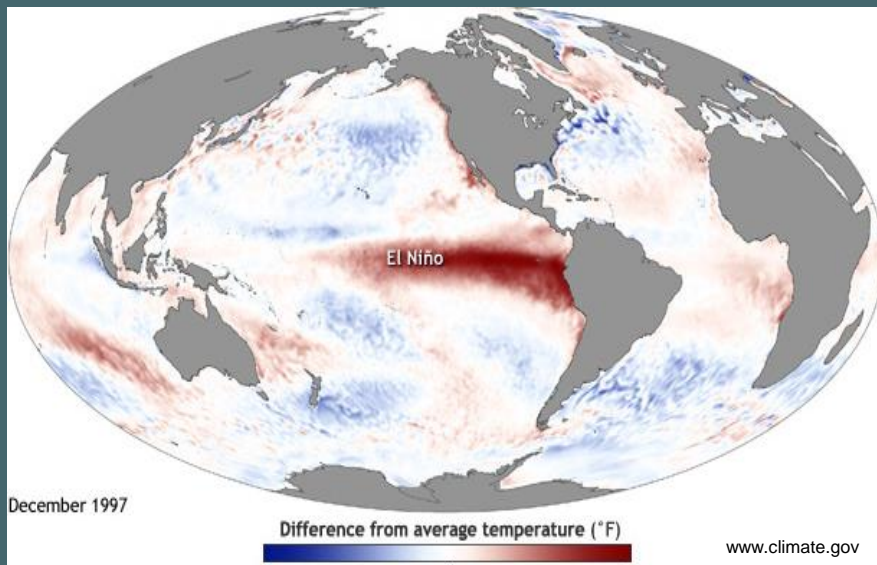 El Niño
December 1997
Difference from average temperature (°F)
www.climate.gov